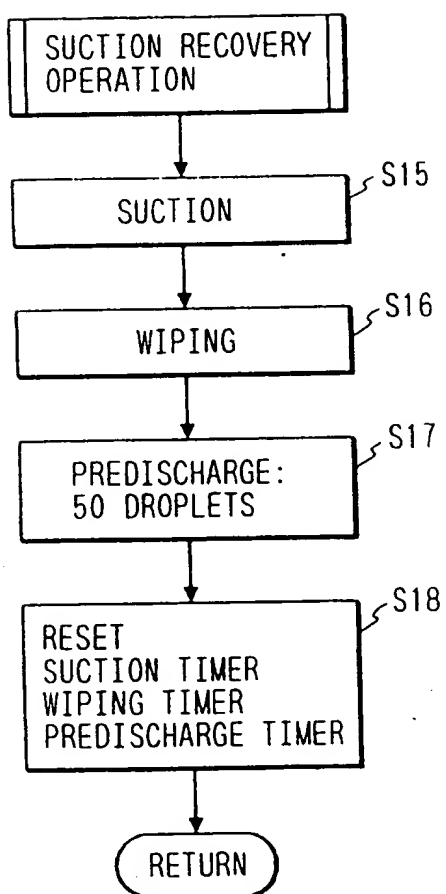 SUCTION RECOVERY
OPERATION
S15
SUCTION
S16
WIPING
S17
PREDISCHARGE:
50 DROPLETS
S18
RESET
SUCTION TIMER
WIPING TIMER
PREDISCHARGE TIMER
RETURN